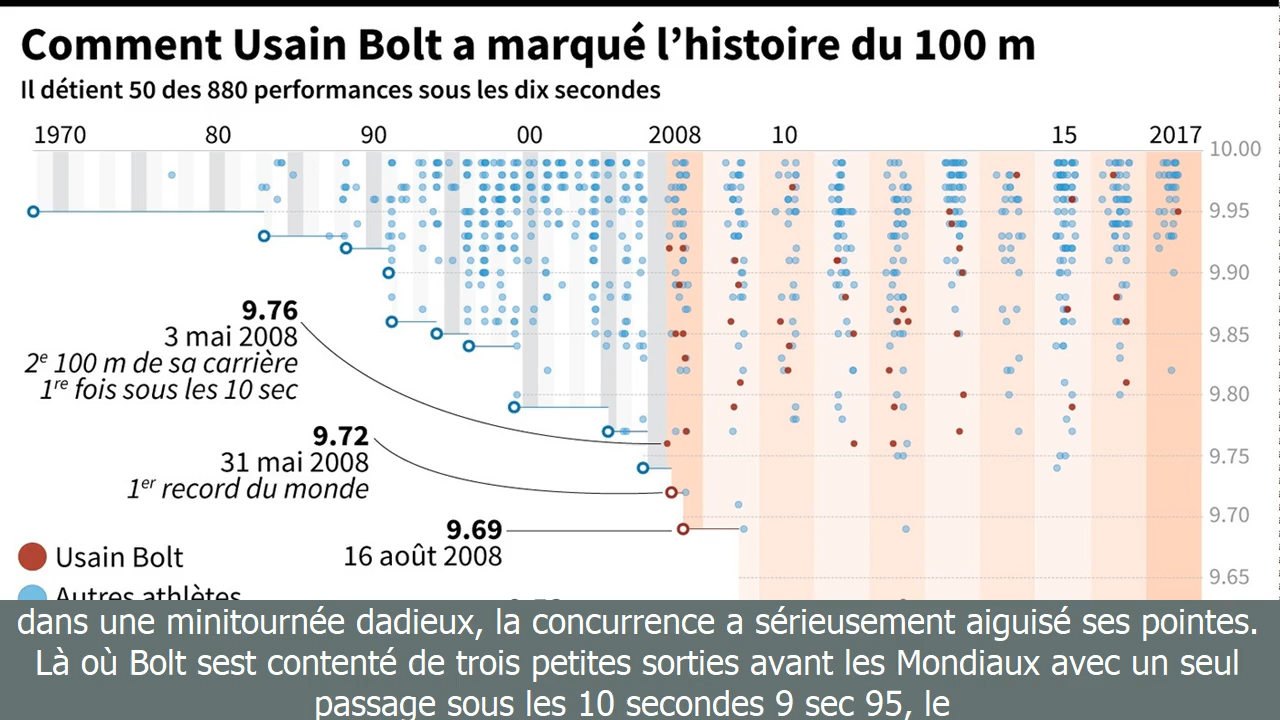 Comment Usain Bolt a marqué l'histoire du 100 m
Il détient 50 des 880 performances sous les dix secondes
1970 80 90 00 2008 10 15 2017
10.00
9.95
9.90
9.85
9.80
9.75
9.70
9.65
9.76
3 mai 2008
2e 100 m de sa carrière
1re fois sous les 10 sec
9.72
31 mai 2008
1er record du monde
9.69
16 août 2008
Usain Bolt
Autres athlètes
dans une minitournée dadieux, la concurrence a sérieusement aiguisé ses pointes.
Là où Bolt sest contenté de trois petites sorties avant les Mondiaux avec un seul
passage sous les 10 secondes 9 sec 95, le